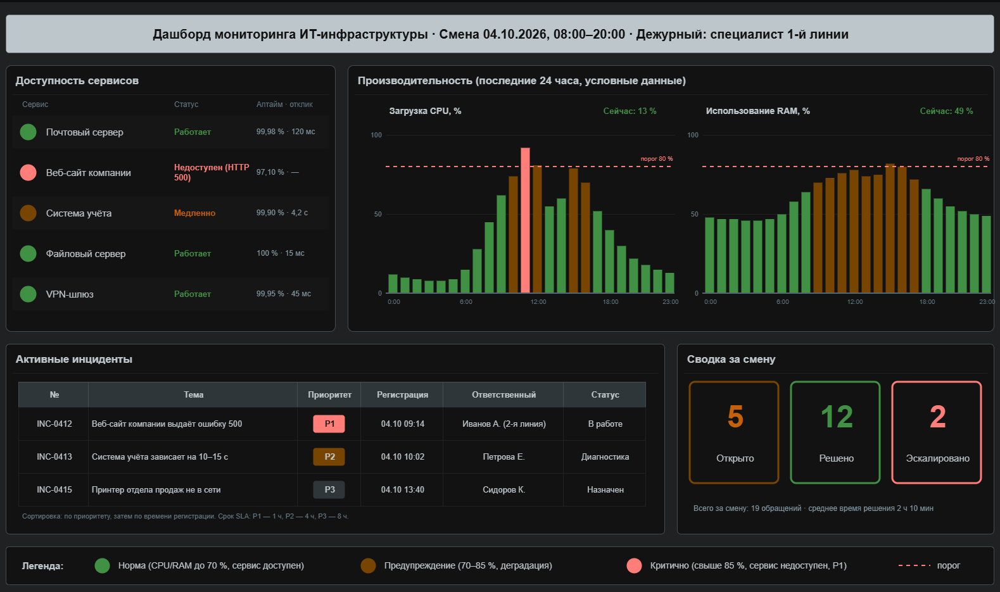 Дашборд мониторинга ИТ-инфраструктуры · Смена 04.10.2026, 08:00–20:00 · Дежурный: специалист 1-й линии
Доступность сервисов
Сервис Статус Аптайм · отклик
Почтовый сервер Работает 99,98 % · 120 мс
Веб-сайт компании Недоступен (HTTP 500) 97,10 % · —
Система учёта Медленно 99,90 % · 4,2 с
Файловый сервер Работает 100 % · 15 мс
VPN-шлюз Работает 99,95 % · 45 мс
Производительность (последние 24 часа, условные данные)
Загрузка CPU, % Сейчас: 13 %
100
порог 80 %
50
0
0:00 6:00 12:00 18:00 23:00
Использование RAM, % Сейчас: 49 %
100
порог 80 %
50
0
0:00 6:00 12:00 18:00 23:00
Активные инциденты
№ Тема Приоритет Регистрация Ответственный Статус
INC-0412 Веб-сайт компании выдаёт ошибку 500 P1 04.10 09:14 Иванов А. (2-я линия) В работе
INC-0413 Система учёта зависает на 10–15 с P2 04.10 10:02 Петрова Е. Диагностика
INC-0415 Принтер отдела продаж не в сети P3 04.10 13:40 Сидоров К. Назначен
Сортировка: по приоритету, затем по времени регистрации. Срок SLA: P1 — 1 ч, P2 — 4 ч, P3 — 8 ч.
Сводка за смену
5 12 2
Открыто Решено Эскалировано
Всего за смену: 19 обращений · среднее время решения 2 ч 10 мин
Легенда: Норма (CPU/RAM до 70 %, сервис доступен) Предупреждение (70–85 %, деградация) Критично (свыше 85 %, сервис недоступен, P1) порог